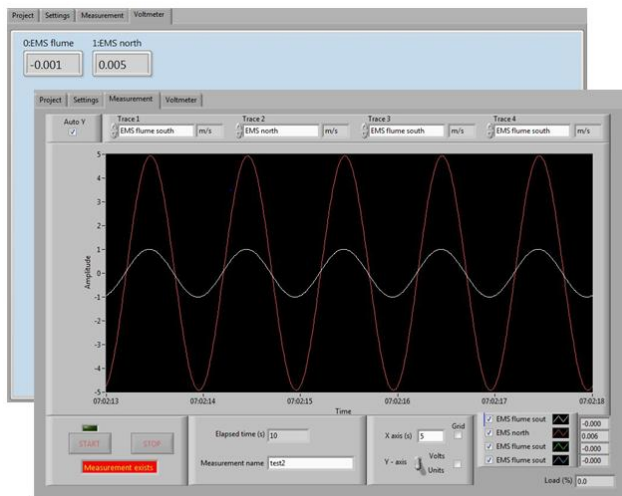 Project Settings Measurement Voltmeter
0:EMS flume 1:EMS north
-0.001 0.005
Project Settings Measurement Voltmeter
Auto Y Trace 1 Trace 2 Trace 3 Trace 4
EMS flume south m/s EMS north m/s EMS flume south m/s EMS flume south m/s
5
4
3
2
1
0
-1
-2
-3
-4
-5
Amplitude
07:02:13 07:02:14 07:02:15 07:02:16 07:02:17 07:02:18
Time
START STOP
Measurement exists
Elapsed time (s) 10
Measurement name test2
X axis (s) 5 Grid
Y - axis Volts
Units
EMS flume sout -0.000
EMS north 0.006
EMS flume sout -0.000
EMS flume sout -0.000
Load (%) 0.0